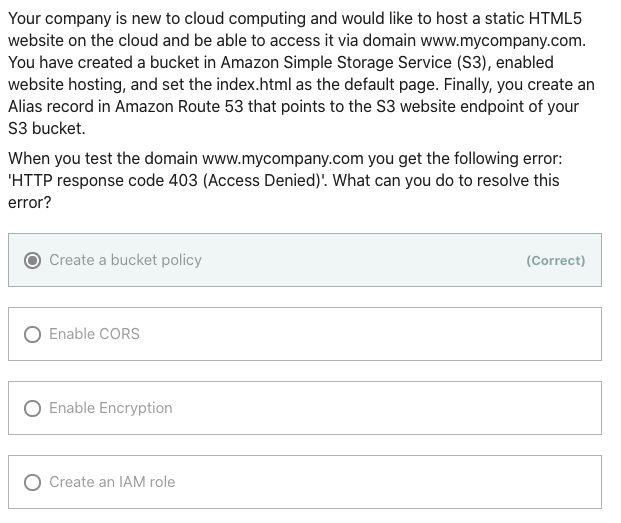 Your company is new to cloud computing and would like to host a static HTML5
website on the cloud and be able to access it via domain www.mycompany.com.
You have created a bucket in Amazon Simple Storage Service (S3), enabled
website hosting, and set the index.html as the default page. Finally, you create an
Alias record in Amazon Route 53 that points to the S3 website endpoint of your
S3 bucket.
When you test the domain www.mycompany.com you get the following error:
'HTTP response code 403 (Access Denied)'. What can you do to resolve this
error?
Create a bucket policy (Correct)
Enable CORS
Enable Encryption
Create an IAM role